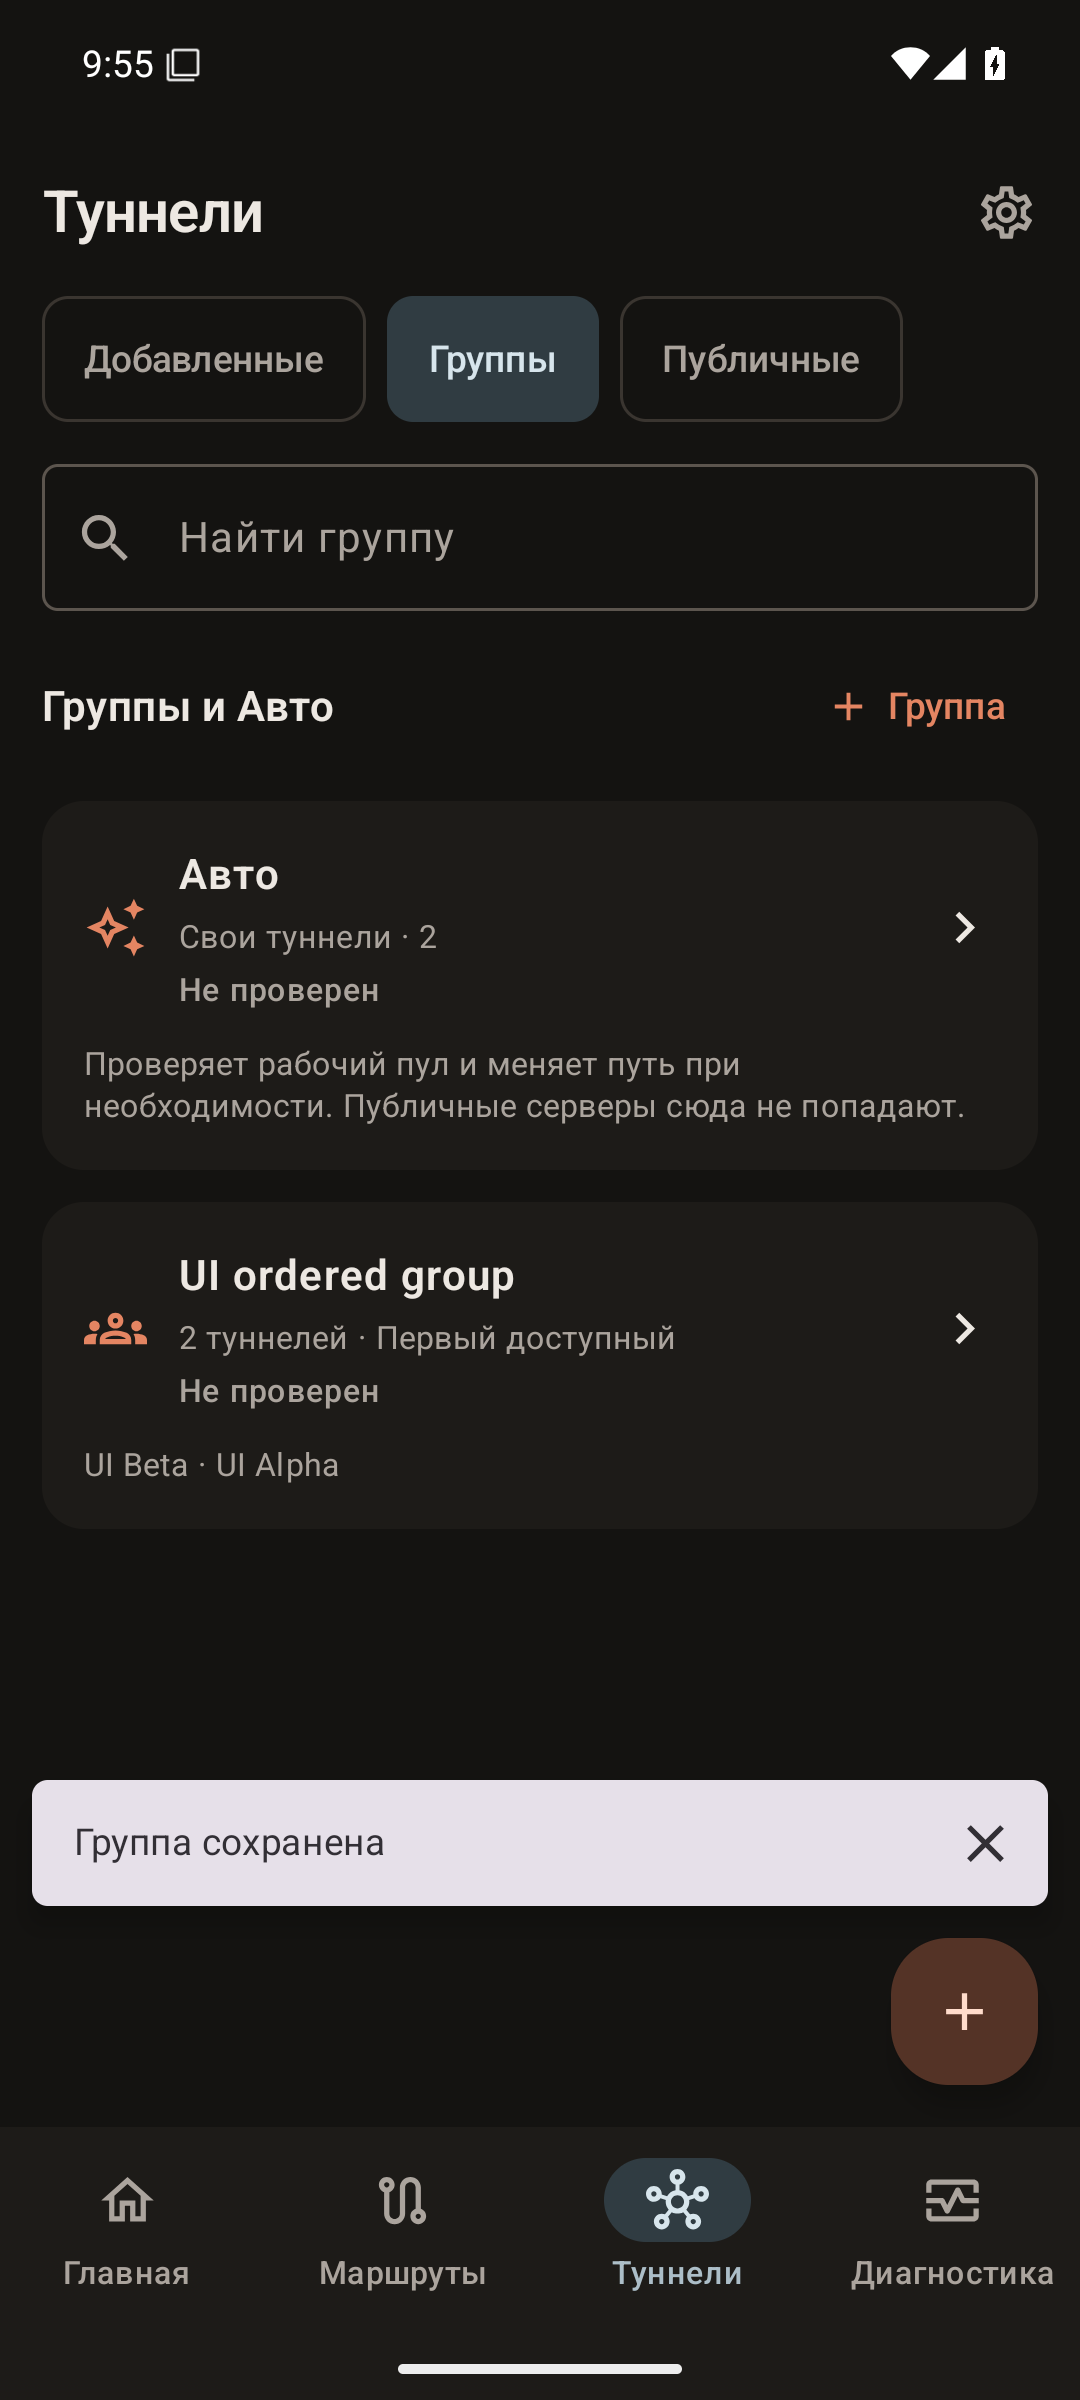 9:55
Туннели
Добавленные
Группы
Публичные
Найти группу
Группы и Авто
Группа
Авто
Свои туннели · 2
Не проверен
Проверяет рабочий пул и меняет путь при
необходимости. Публичные серверы сюда не попадают.
UI ordered group
2 туннелей · Первый доступный
Не проверен
UI Beta · UI Alpha
Группа сохранена
Главная
Маршруты
Туннели
Диагностика